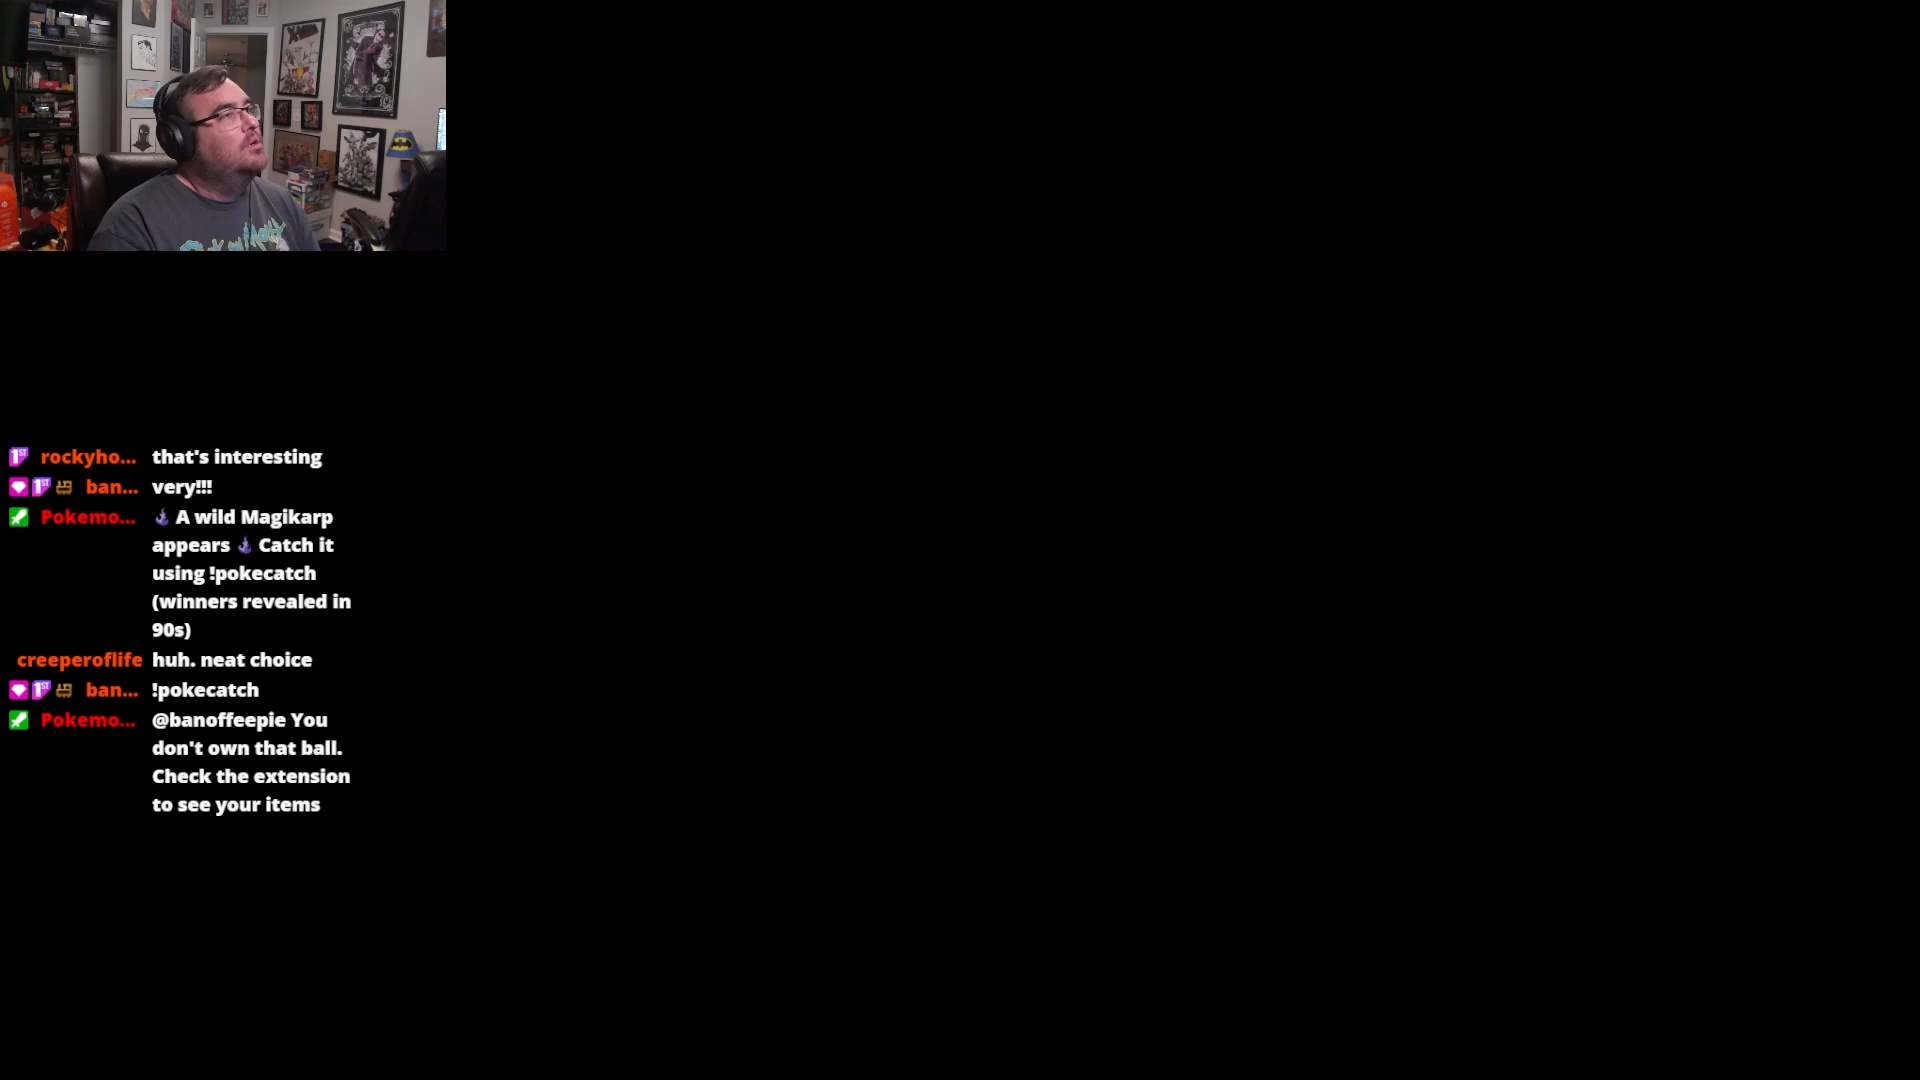 rockyho... that's interesting
ban... very!!!
Pokemo... A wild Magikarp
appears Catch it
using !pokecatch
(winners revealed in
90s)
creeperoflife huh. neat choice
ban... !pokecatch
Pokemo... @banoffeepie You
don't own that ball.
Check the extension
to see your items